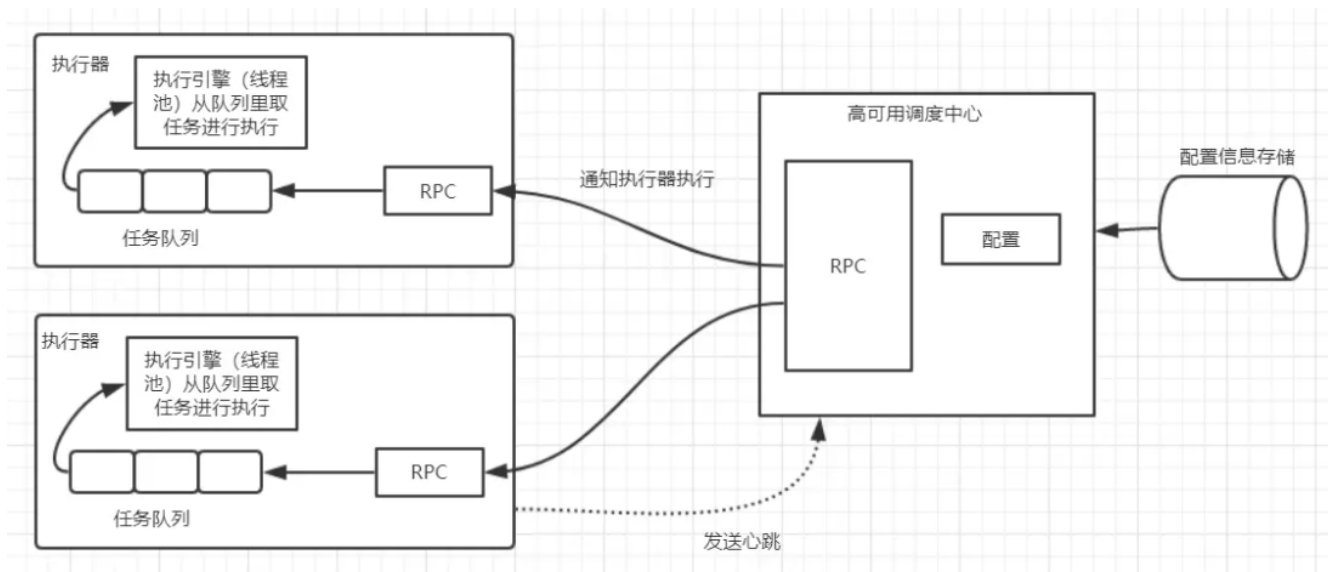 执行器
执行引擎（线程
池）从队列里取
任务进行执行
RPC
任务队列
通知执行器执行
高可用调度中心
RPC
配置
配置信息存储
执行器
执行引擎（线程
池）从队列里取
任务进行执行
RPC
任务队列
发送心跳